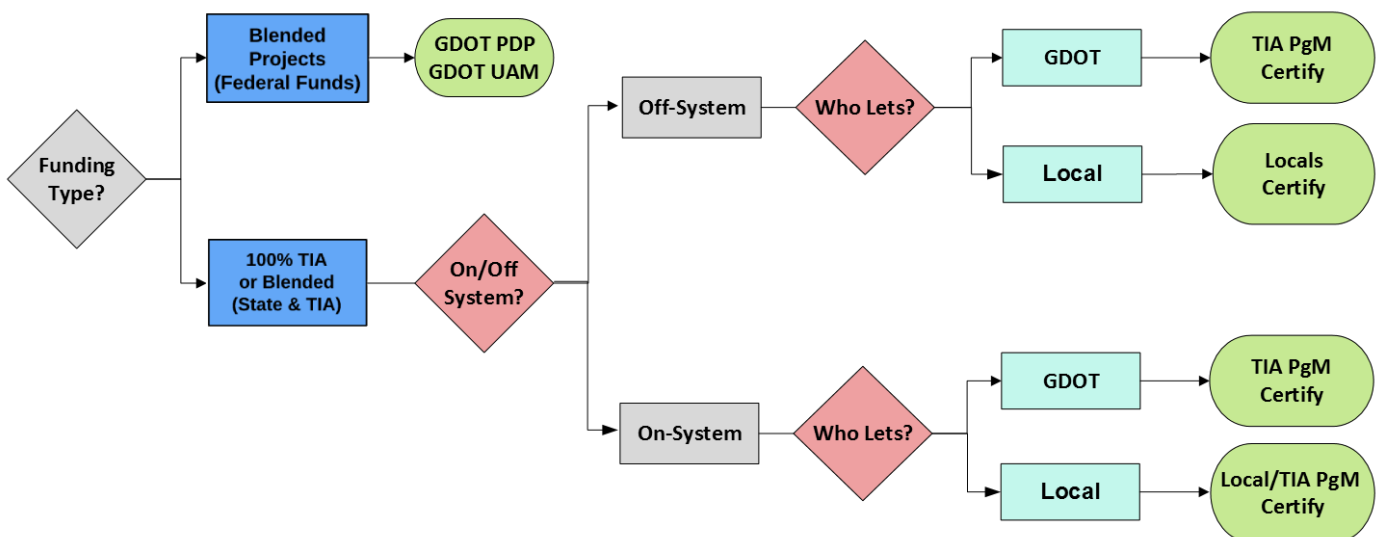 Blended
Projects
(Federal Funds)
GDOT PDP
GDOT UAM
Funding
Type?
100% TIA
or Blended
(State & TIA)
On/Off
System?
Off-System
Who Lets?
GDOT
TIA PgM
Certify
Local
Locals
Certify
On-System
Who Lets?
GDOT
TIA PgM
Certify
Local
Local/TIA PgM
Certify